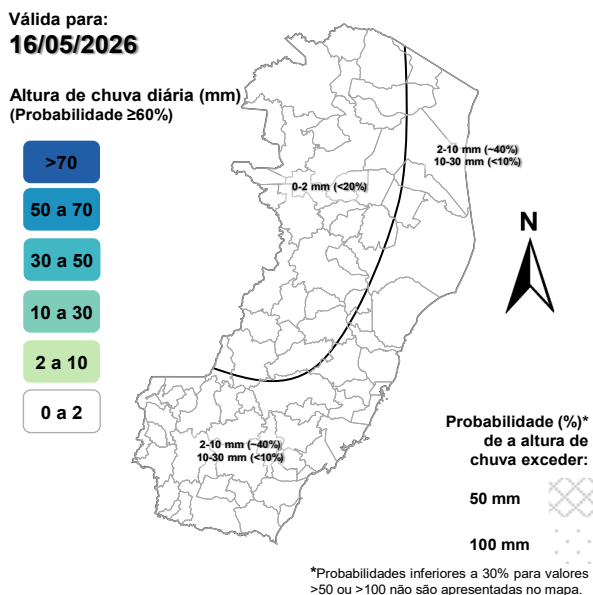 Válida para:
16/05/2026
Altura de chuva diária (mm)
(Probabilidade ≥60%)
>70
50 a 70
30 a 50
10 a 30
2 a 10
0 a 2
2-10 mm (~40%)
10-30 mm (<10%)
0-2 mm (<20%)
N
2-10 mm (~40%)
10-30 mm (<10%)
Probabilidade (%)*
de a altura de
chuva exceder:
50 mm
100 mm
*Probabilidades inferiores a 30% para valores
>50 ou >100 não são apresentadas no mapa.